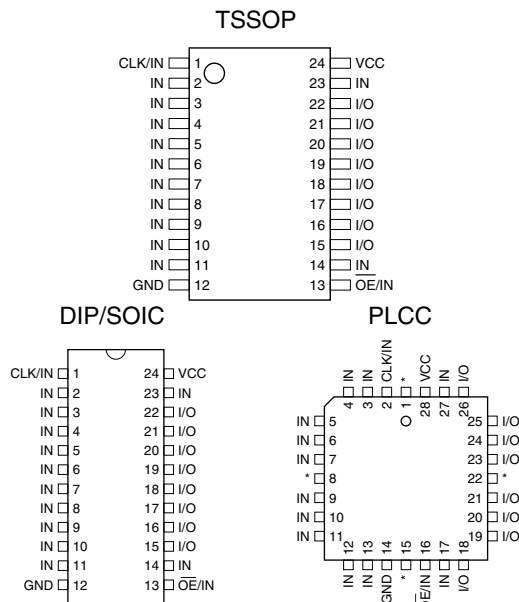 TSSOP
CLK/IN 1 24 VCC
IN 2 23 IN
IN 3 22 I/O
IN 4 21 I/O
IN 5 20 I/O
IN 6 19 I/O
IN 7 18 I/O
IN 8 17 I/O
IN 9 16 I/O
IN 10 15 I/O
IN 11 14 IN
GND 12 13 OE/IN
DIP/SOIC
CLK/IN 1 24 VCC
IN 2 23 IN
IN 3 22 I/O
IN 4 21 I/O
IN 5 20 I/O
IN 6 19 I/O
IN 7 18 I/O
IN 8 17 I/O
IN 9 16 I/O
IN 10 15 I/O
IN 11 14 IN
GND 12 13 OE/IN
PLCC
IN IN CLK/IN * VCC IN I/O
4 3 2 1 28 27 26
IN 5 25 I/O
IN 6 24 I/O
IN 7 23 I/O
* 8 22 *
IN 9 21 I/O
IN 10 20 I/O
IN 11 19 I/O
12 13 14 15 16 17 18
IN IN GND * OE/IN IN I/O